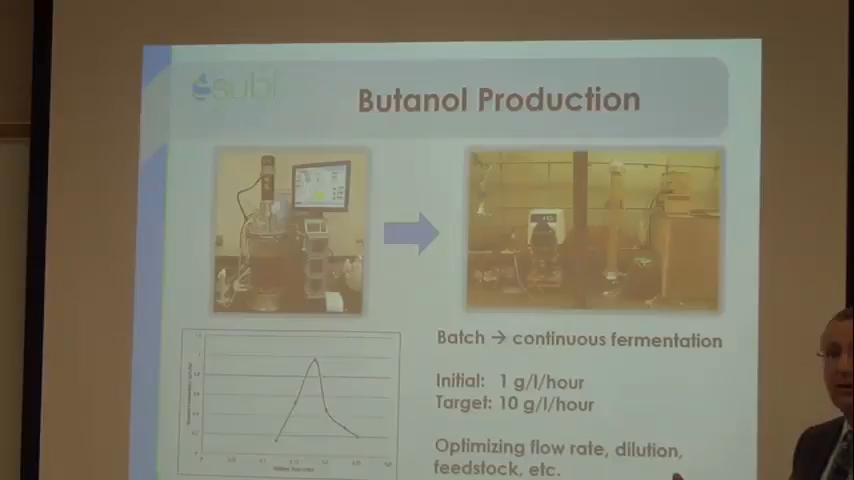 Butanol Production
Batch → continuous fermentation
Initial: 1 g/l/hour
Target: 10 g/l/hour
Optimizing flow rate, dilution,
feedstock, etc.